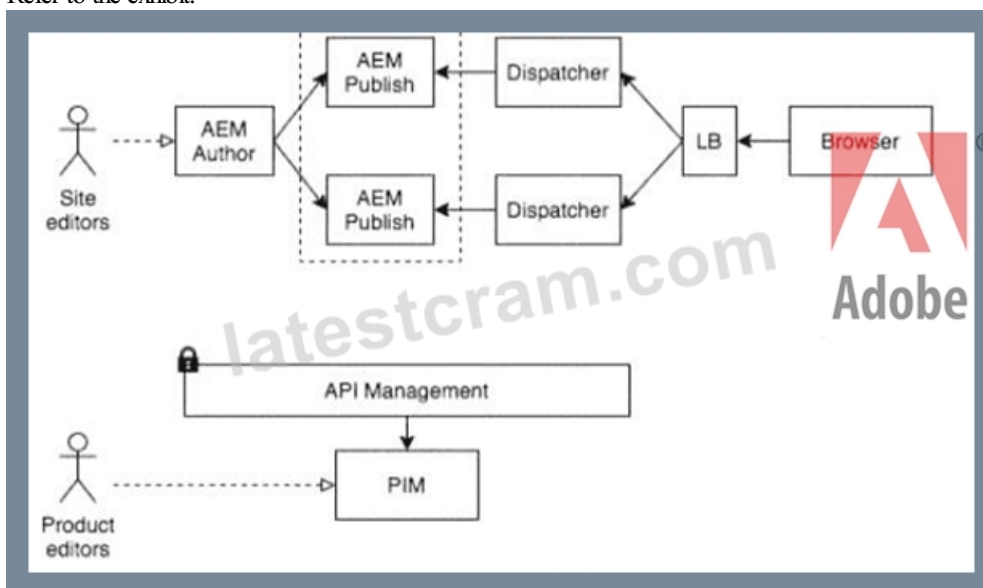 Refer to the exhibit.
AEM
Publish
Dispatcher
AEM
Author
LB
Browser
Site
editors
AEM
Publish
Dispatcher
Adobe
latestcram.com
API Management
PIM
Product
editors